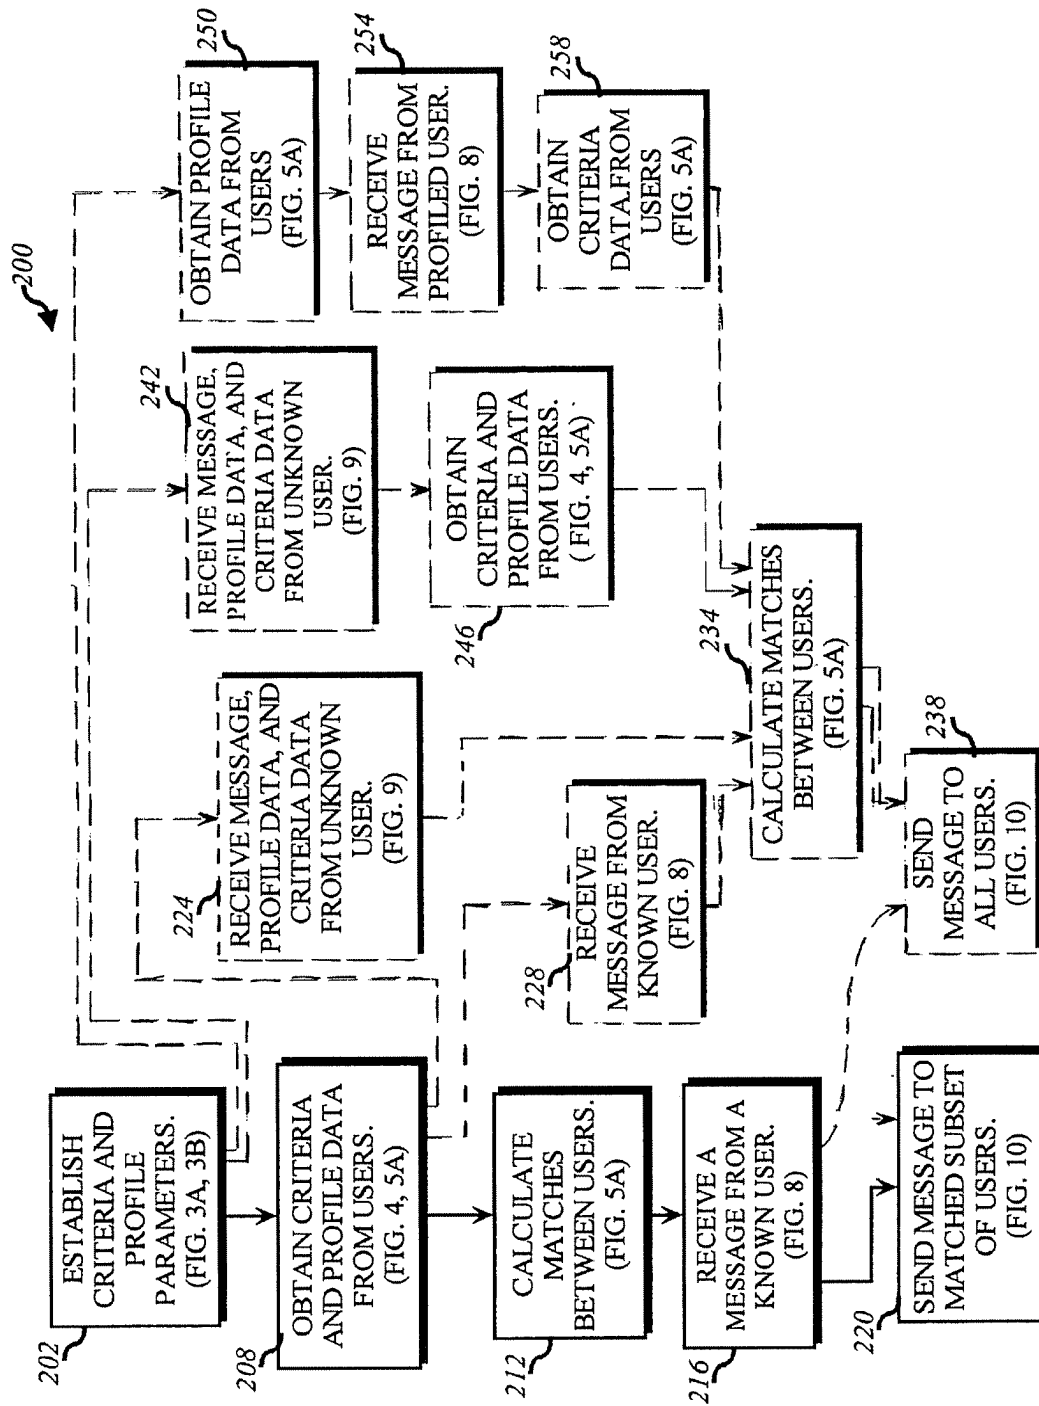 200
202
ESTABLISH
CRITERIA AND
PROFILE
PARAMETERS.
(FIG. 3A, 3B)
208
OBTAIN CRITERIA
AND PROFILE DATA
FROM USERS.
(FIG. 4, 5A)
212
CALCULATE
MATCHES
BETWEEN USERS.
(FIG. 5A)
216
RECEIVE A
MESSAGE FROM A
KNOWN USER.
(FIG. 8)
220
SEND MESSAGE TO
MATCHED SUBSET
OF USERS.
(FIG. 10)
224
RECEIVE MESSAGE,
PROFILE DATA, AND
CRITERIA DATA
FROM UNKNOWN
USER.
(FIG. 9)
228
RECEIVE
MESSAGE FROM
KNOWN USER.
(FIG. 8)
234
CALCULATE MATCHES
BETWEEN USERS.
(FIG. 5A)
238
SEND
MESSAGE TO
ALL USERS.
(FIG. 10)
242
RECEIVE MESSAGE,
PROFILE DATA, AND
CRITERIA DATA
FROM UNKNOWN
USER.
(FIG. 9)
246
OBTAIN
CRITERIA AND
PROFILE DATA
FROM USERS.
( FIG. 4, 5A)
250
OBTAIN PROFILE
DATA FROM
USERS
(FIG. 5A)
254
RECEIVE
MESSAGE FROM
PROFILED USER.
(FIG. 8)
258
OBTAIN
CRITERIA
DATA FROM
USERS
(FIG. 5A)